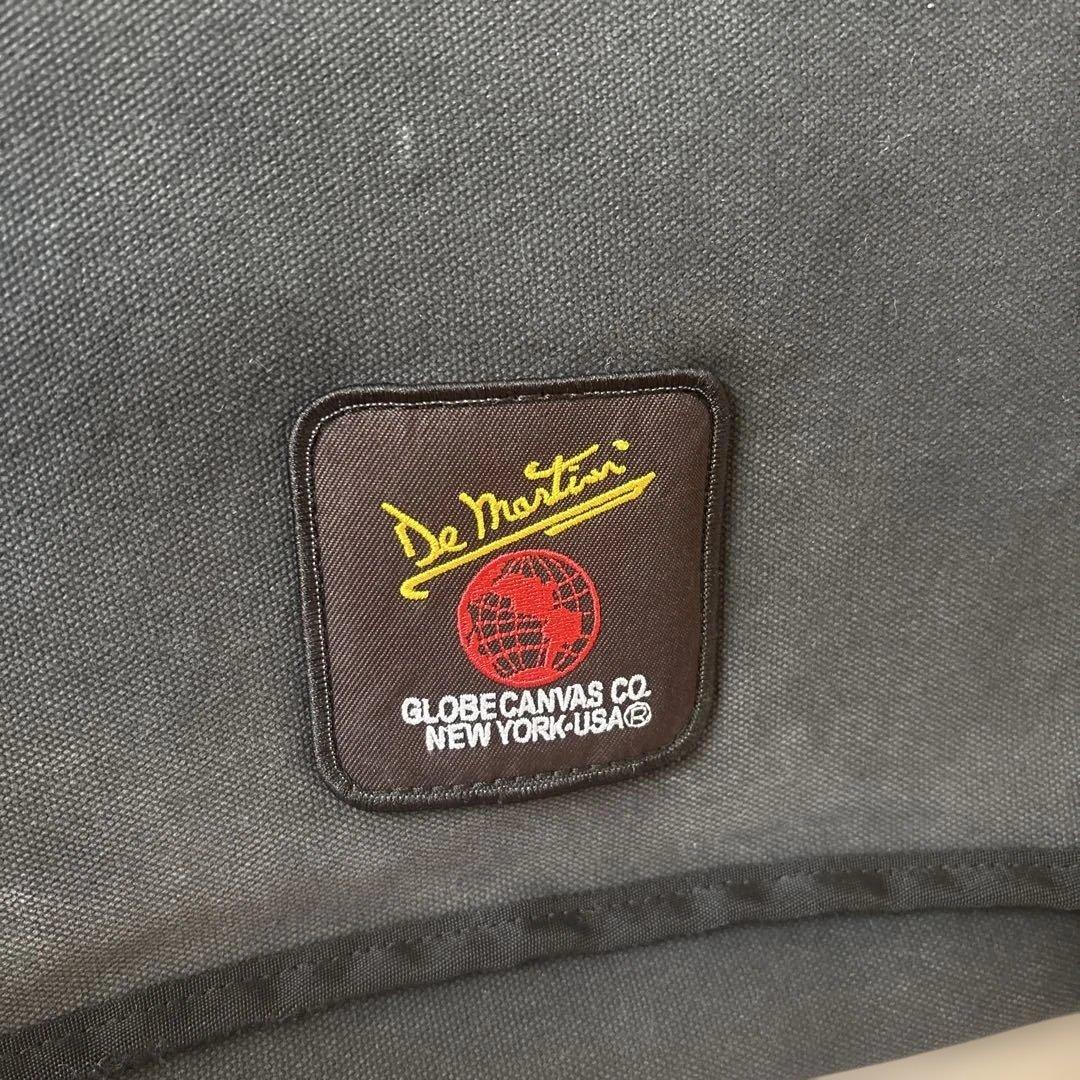 De Martini
GLOBE CANVAS CO.
NEW YORK·USA®